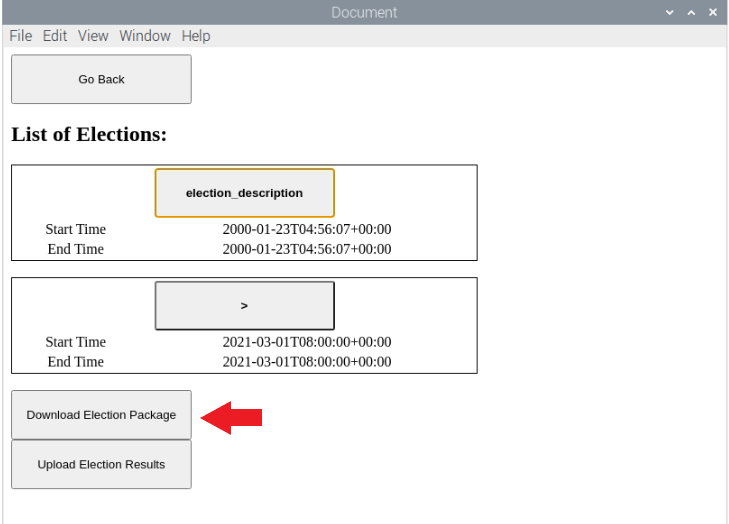 Document
File Edit View Window Help
Go Back
List of Elections:
election_description
Start Time 2000-01-23T04:56:07+00:00
End Time 2000-01-23T04:56:07+00:00
>
Start Time 2021-03-01T08:00:00+00:00
End Time 2021-03-01T08:00:00+00:00
Download Election Package
Upload Election Results